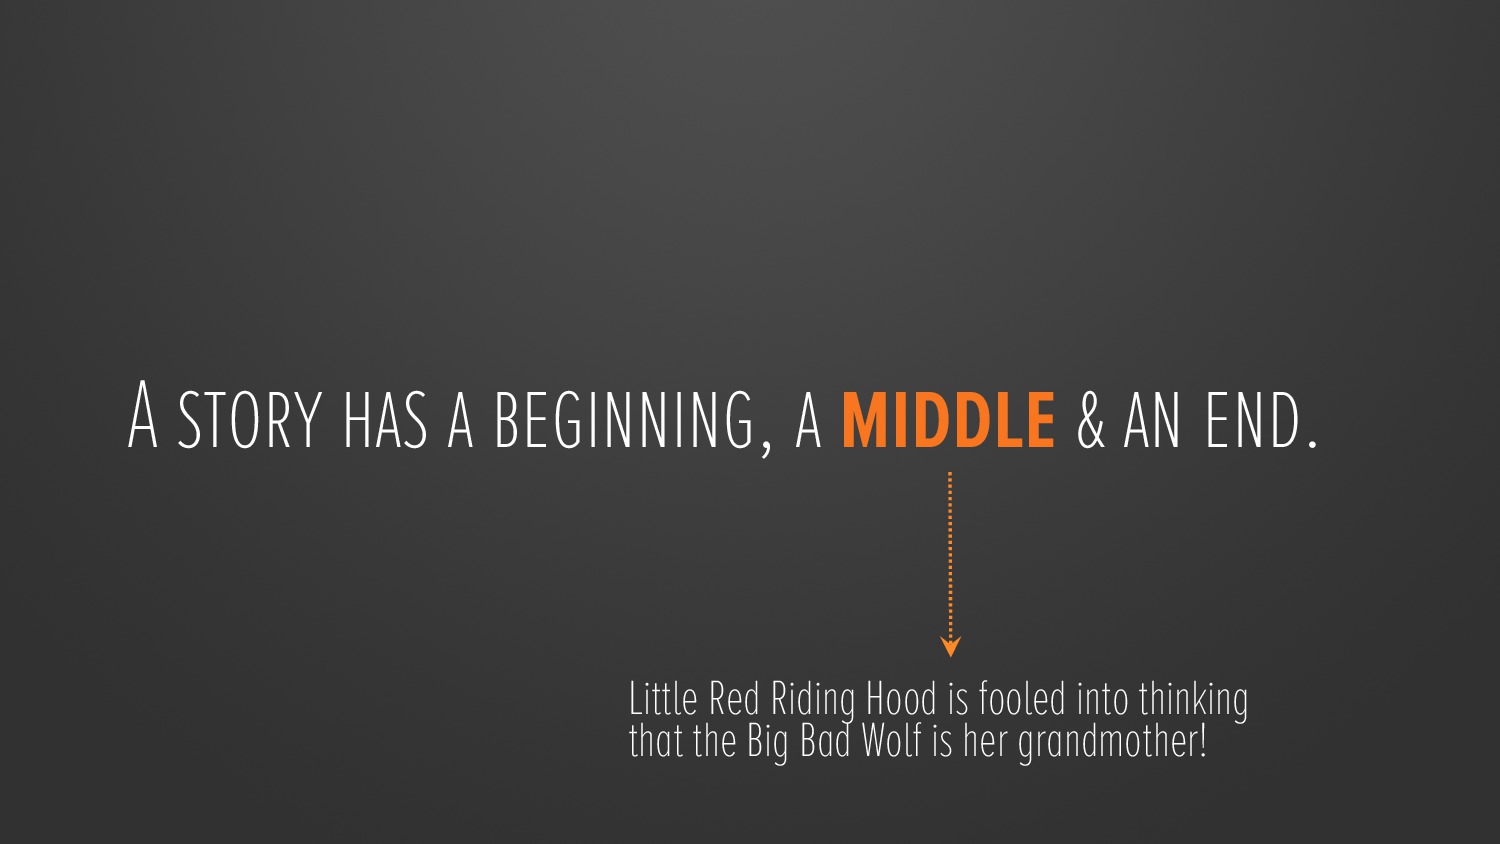 A STORY HAS A BEGINNING, A MIDDLE & AN END.
Little Red Riding Hood is fooled into thinking
that the Big Bad Wolf is her grandmother!